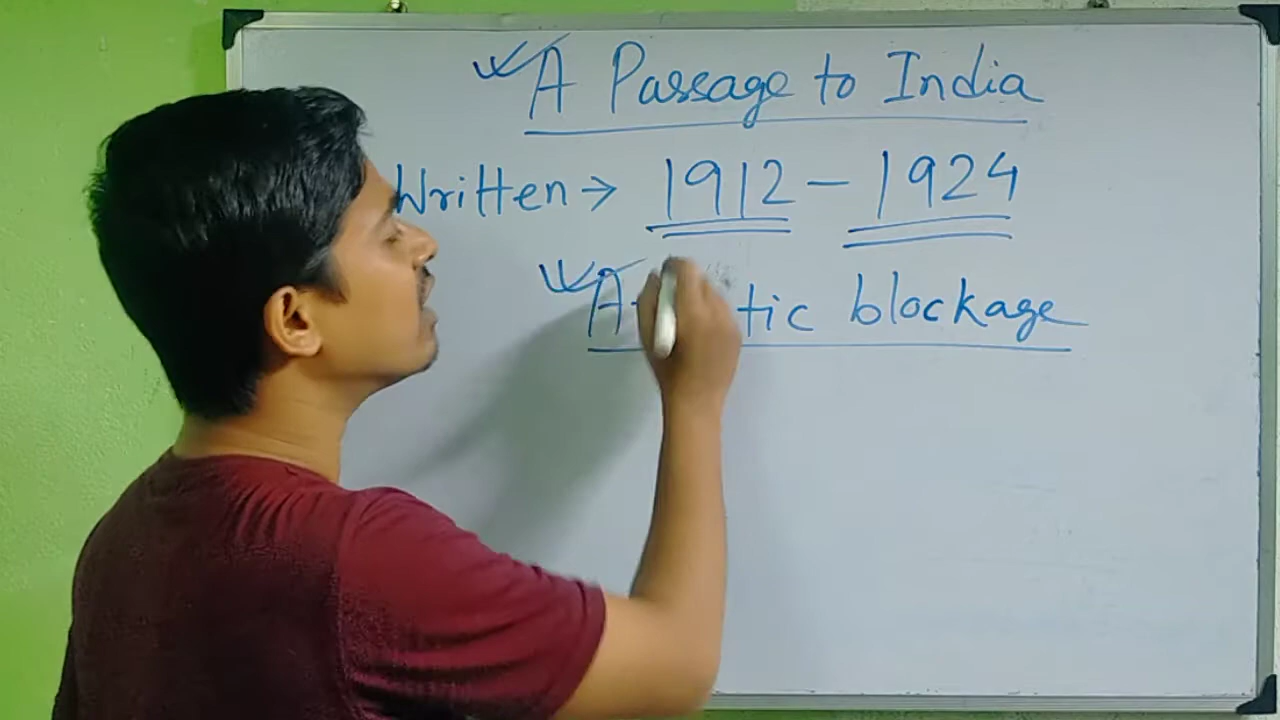 A Passage to India
Written → 1912 - 1924
blockage